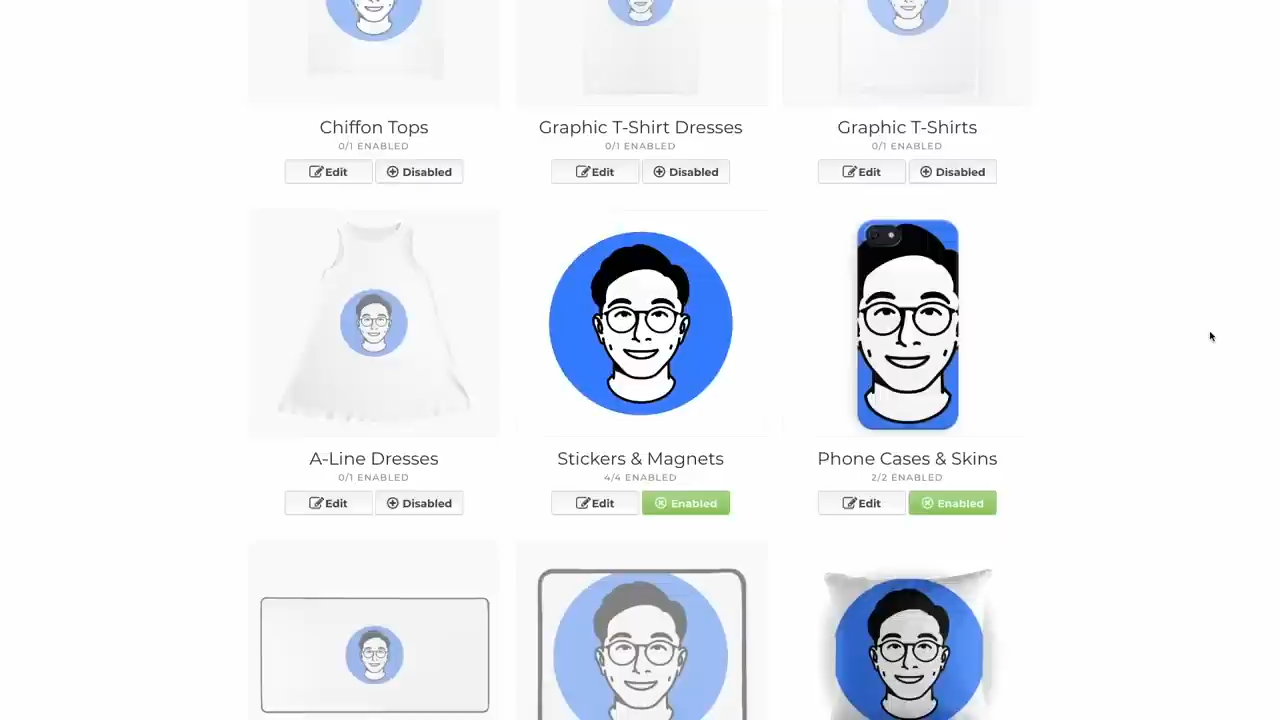 Chiffon Tops
0/1 ENABLED
Edit
Disabled
Graphic T-Shirt Dresses
0/1 ENABLED
Edit
Disabled
Graphic T-Shirts
0/1 ENABLED
Edit
Disabled
A-Line Dresses
0/1 ENABLED
Edit
Disabled
Stickers & Magnets
4/4 ENABLED
Edit
Enabled
Phone Cases & Skins
2/2 ENABLED
Edit
Enabled